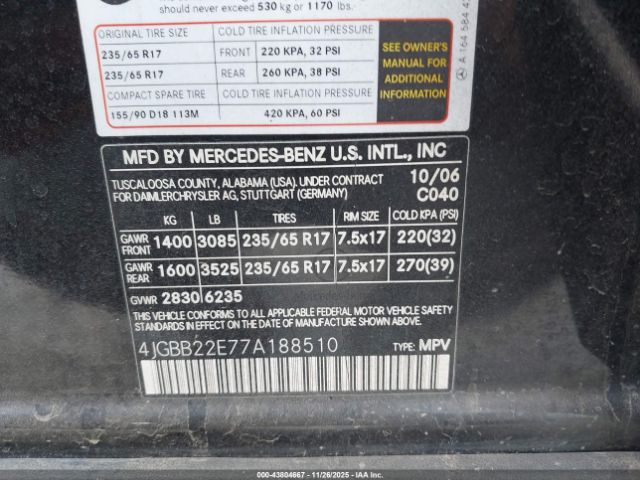 should never exceed 530 kg or 1170 lbs.
ORIGINAL TIRE SIZE COLD TIRE INFLATION PRESSURE
235/65 R17 FRONT 220 KPA, 32 PSI
235/65 R17 REAR 260 KPA, 38 PSI
COMPACT SPARE TIRE COLD TIRE INFLATION PRESSURE
155/90 D18 113M 420 KPA, 60 PSI
SEE OWNER'S
MANUAL FOR
ADDITIONAL
INFORMATION
A 164 584 42
MFD BY MERCEDES-BENZ U.S. INTL., INC
TUSCALOOSA COUNTY, ALABAMA (USA). UNDER CONTRACT 10/06
FOR DAIMLERCHRYSLER AG, STUTTGART (GERMANY) C040
KG LB TIRES RIM SIZE COLD KPA (PSI)
GAWR
FRONT 1400 3085 235/65 R17 7.5x17 220(32)
GAWR
REAR 1600 3525 235/65 R17 7.5x17 270(39)
GVWR 2830 6235
THIS VEHICLE CONFORMS TO ALL APPLICABLE FEDERAL MOTOR VEHICLE SAFETY
STANDARDS IN EFFECT ON THE DATE OF MANUFACTURE SHOWN ABOVE.
4JGBB22E77A188510 TYPE: MPV
000-43804667 - 11/26/2025 - IAAI.COM